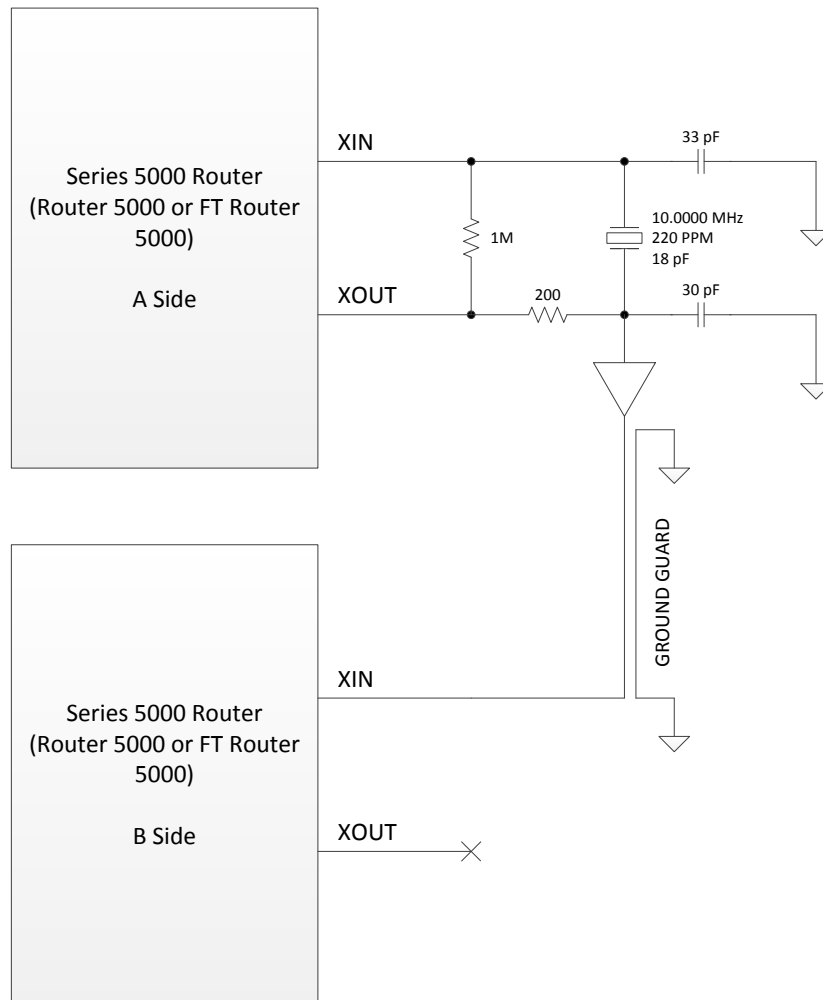 Series 5000 Router
(Router 5000 or FT Router
5000)
A Side
XIN
XOUT
1M
200
10.0000 MHz
220 PPM
18 pF
33 pF
30 pF
GROUND GUARD
Series 5000 Router
(Router 5000 or FT Router
5000)
B Side
XIN
XOUT